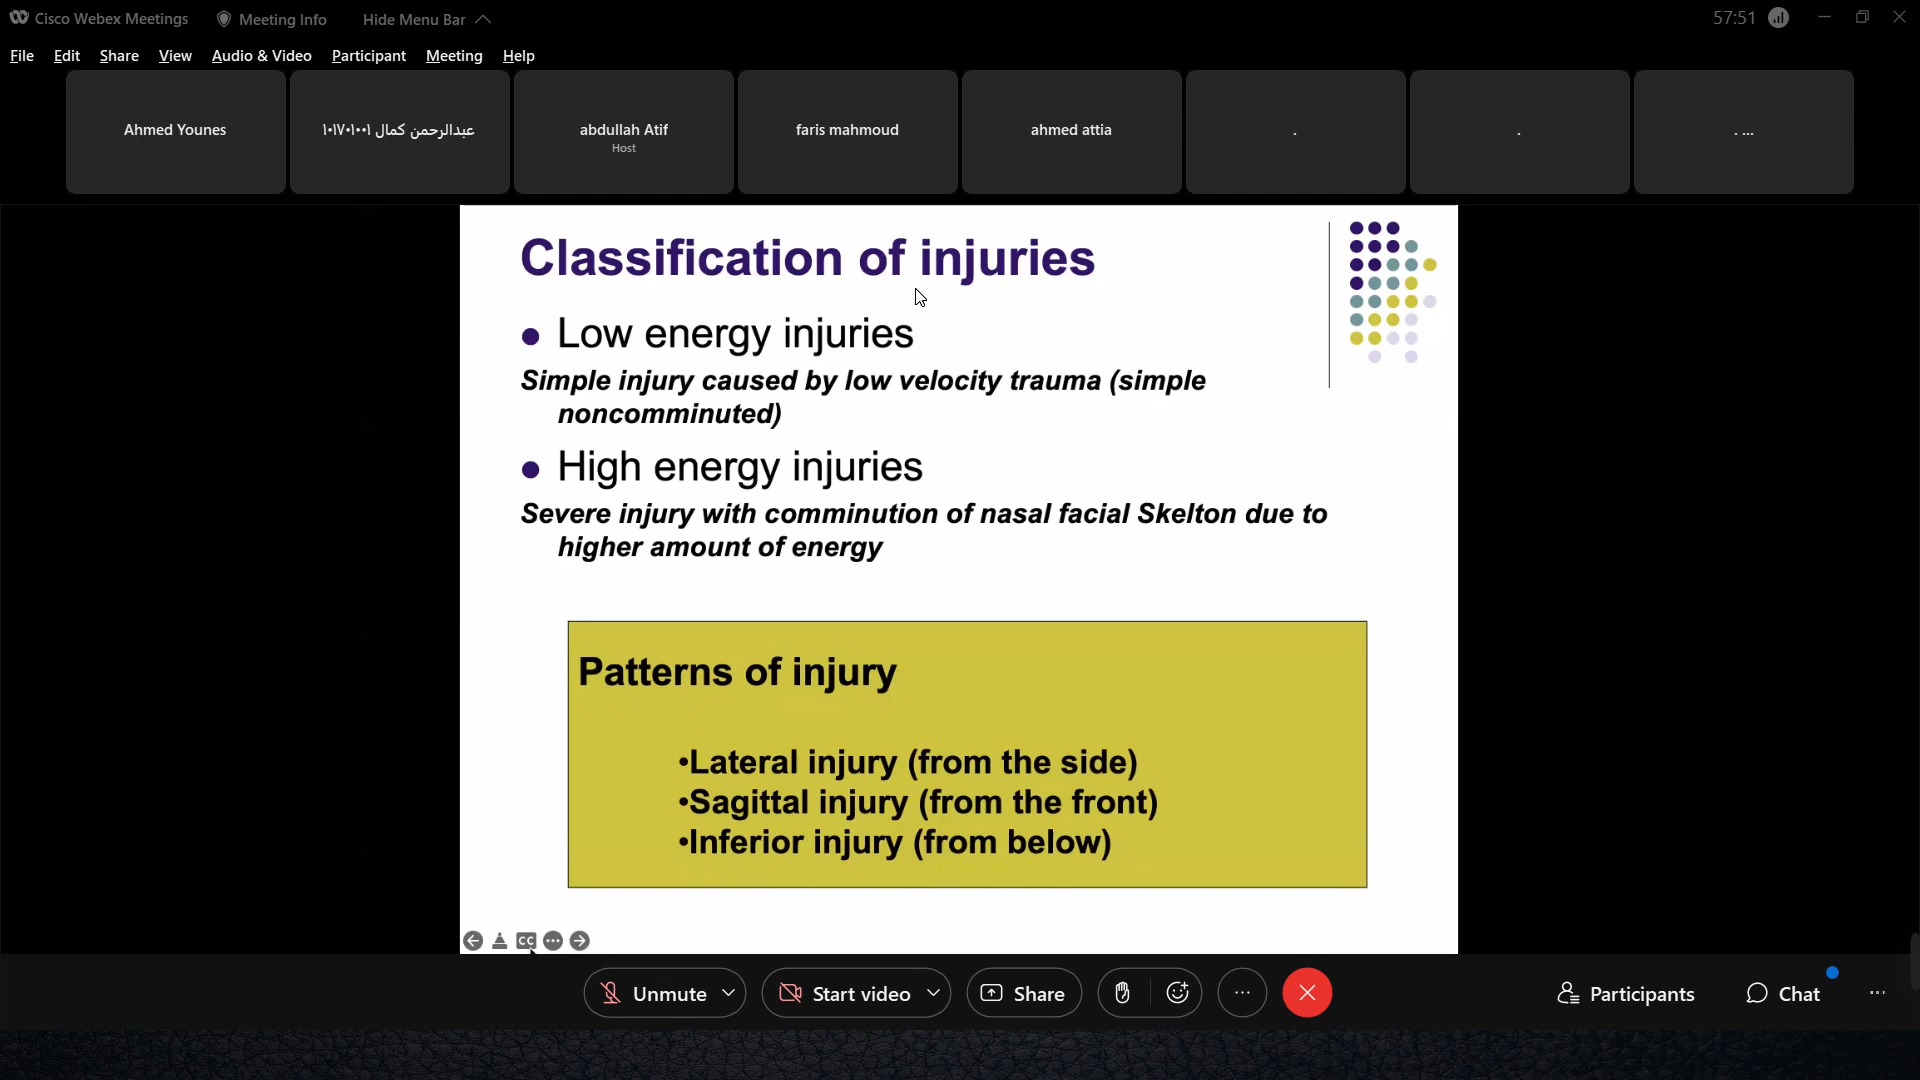 Cisco Webex Meetings Meeting Info Hide Menu Bar 57:51
File Edit Share View Audio & Video Participant Meeting Help
Ahmed Younes
عبدالرحمن كمال ١٠١٧٠١٠٠١
abdullah Atif
Host
faris mahmoud
ahmed attia
.
.
. ...
Classification of injuries
• Low energy injuries
Simple injury caused by low velocity trauma (simple
noncomminuted)
• High energy injuries
Severe injury with comminution of nasal facial Skelton due to
higher amount of energy
Patterns of injury
•Lateral injury (from the side)
•Sagittal injury (from the front)
•Inferior injury (from below)
CC
Unmute Start video Share Participants Chat